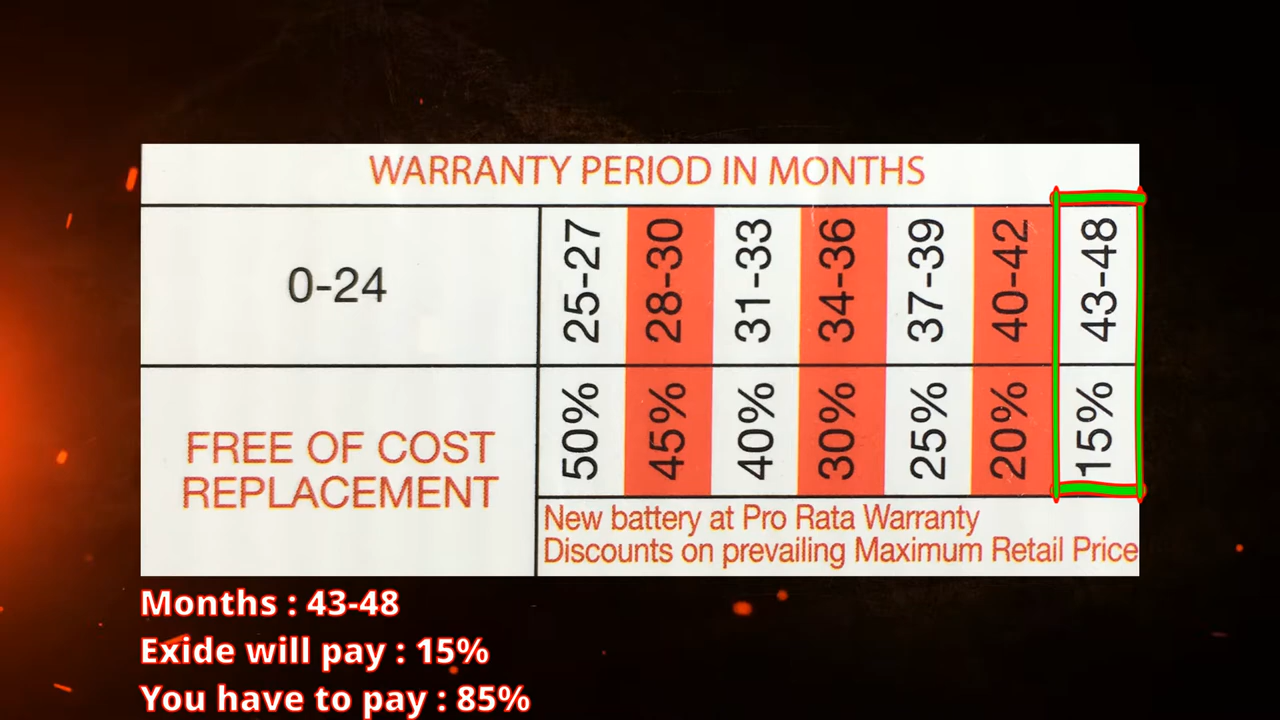 WARRANTY PERIOD IN MONTHS
0-24 25-27 28-30 31-33 34-36 37-39 40-42 43-48
FREE OF COST
REPLACEMENT
50% 45% 40% 30% 25% 20% 15%
New battery at Pro Rata Warranty
Discounts on prevailing Maximum Retail Price
Months : 43-48
Exide will pay : 15%
You have to pay : 85%